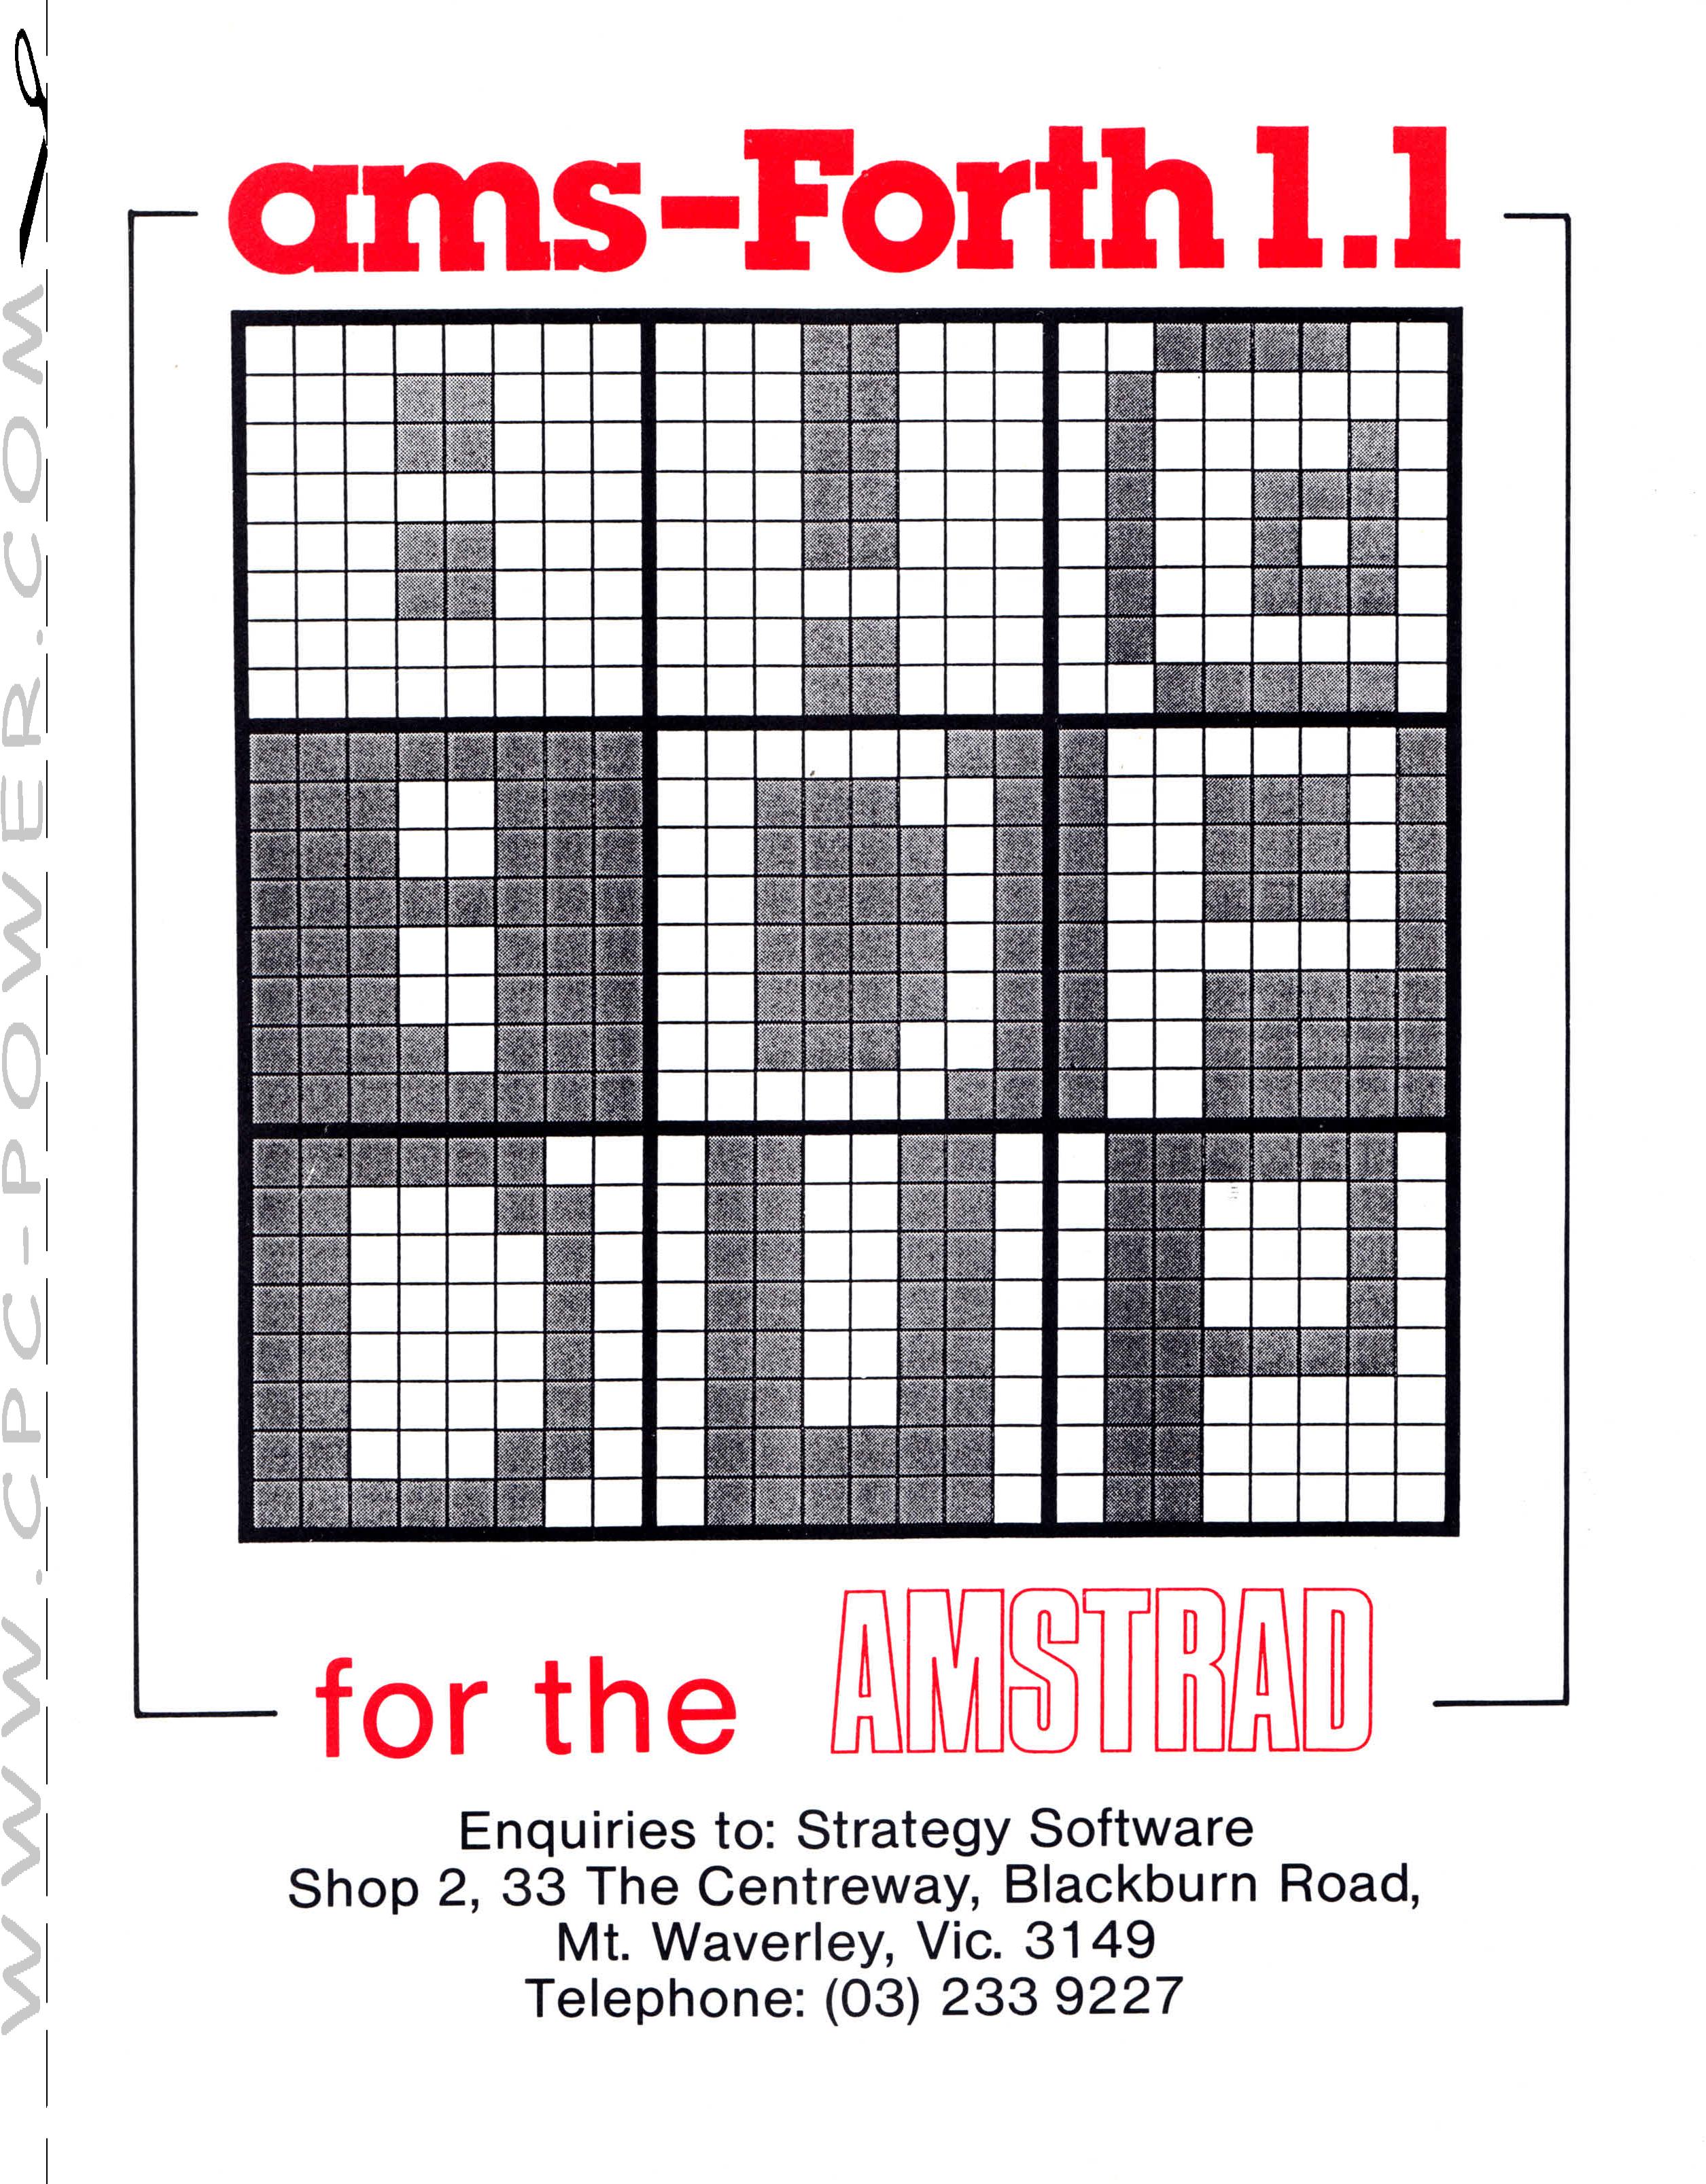 ams-Forth 1.1
: ! @
; D P
D U P
for the AMSTRAD
Enquiries to: Strategy Software
Shop 2, 33 The Centreway, Blackburn Road,
Mt. Waverley, Vic. 3149
Telephone: (03) 233 9227
WWW.CPC-POWER.COM